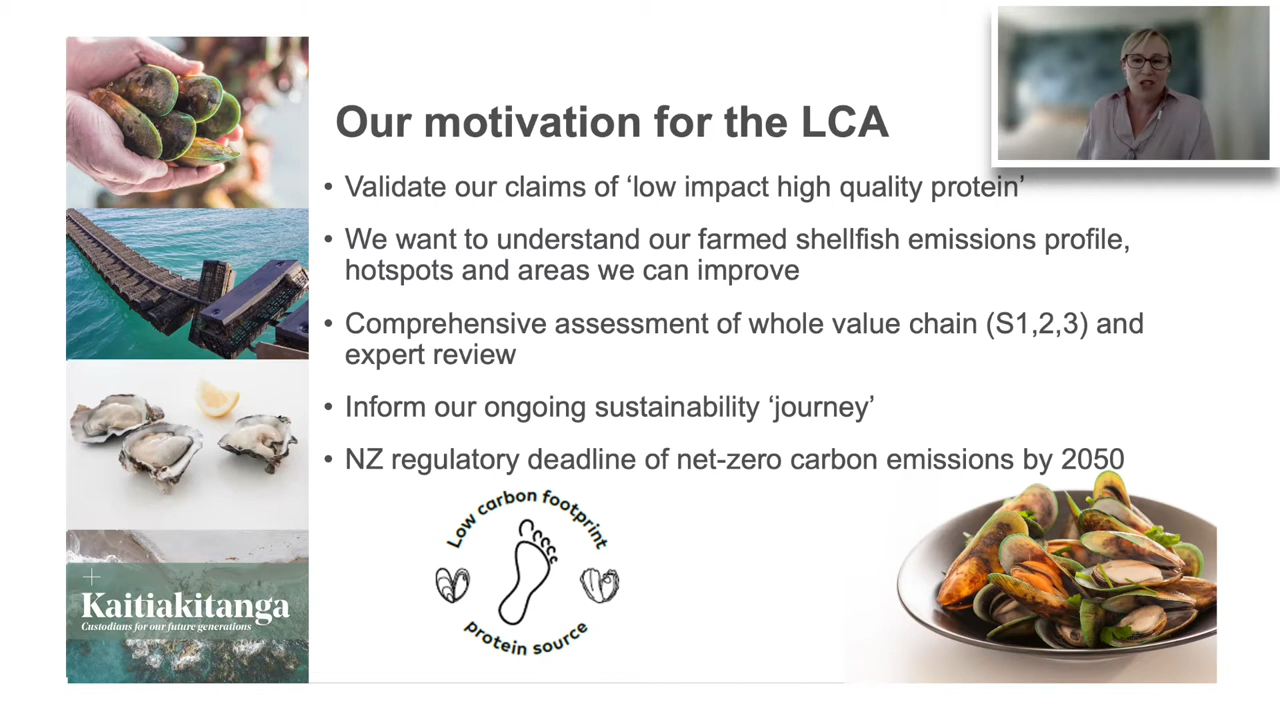 Our motivation for the LCA
• Validate our claims of ‘low impact high quality protein’
• We want to understand our farmed shellfish emissions profile,
hotspots and areas we can improve
• Comprehensive assessment of whole value chain (S1,2,3) and
expert review
• Inform our ongoing sustainability ‘journey’
• NZ regulatory deadline of net-zero carbon emissions by 2050
Low carbon footprint
protein source
Kaitiakitanga
Custodians for our future generations